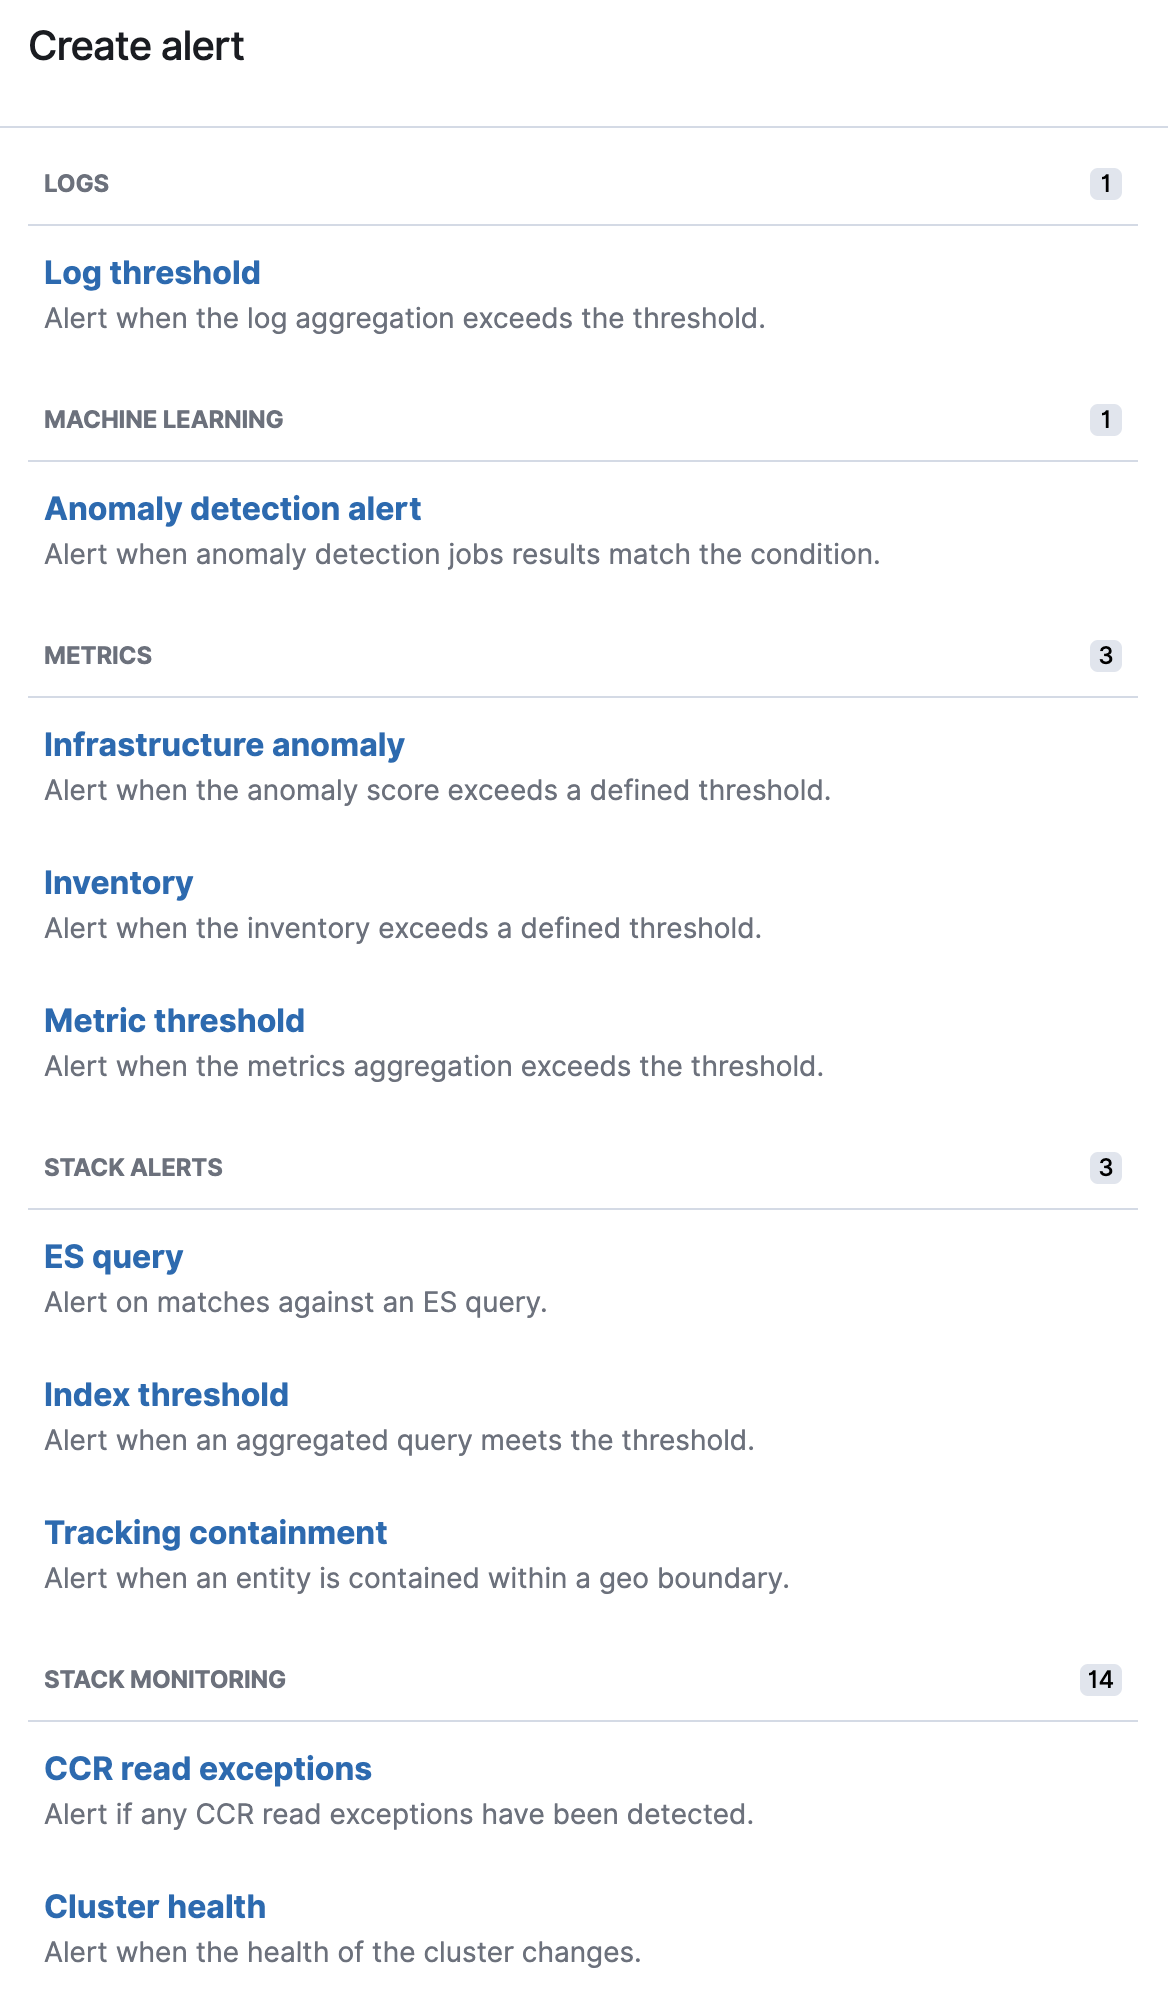 Create alert
LOGS 1
Log threshold
Alert when the log aggregation exceeds the threshold.
MACHINE LEARNING 1
Anomaly detection alert
Alert when anomaly detection jobs results match the condition.
METRICS 3
Infrastructure anomaly
Alert when the anomaly score exceeds a defined threshold.
Inventory
Alert when the inventory exceeds a defined threshold.
Metric threshold
Alert when the metrics aggregation exceeds the threshold.
STACK ALERTS 3
ES query
Alert on matches against an ES query.
Index threshold
Alert when an aggregated query meets the threshold.
Tracking containment
Alert when an entity is contained within a geo boundary.
STACK MONITORING 14
CCR read exceptions
Alert if any CCR read exceptions have been detected.
Cluster health
Alert when the health of the cluster changes.